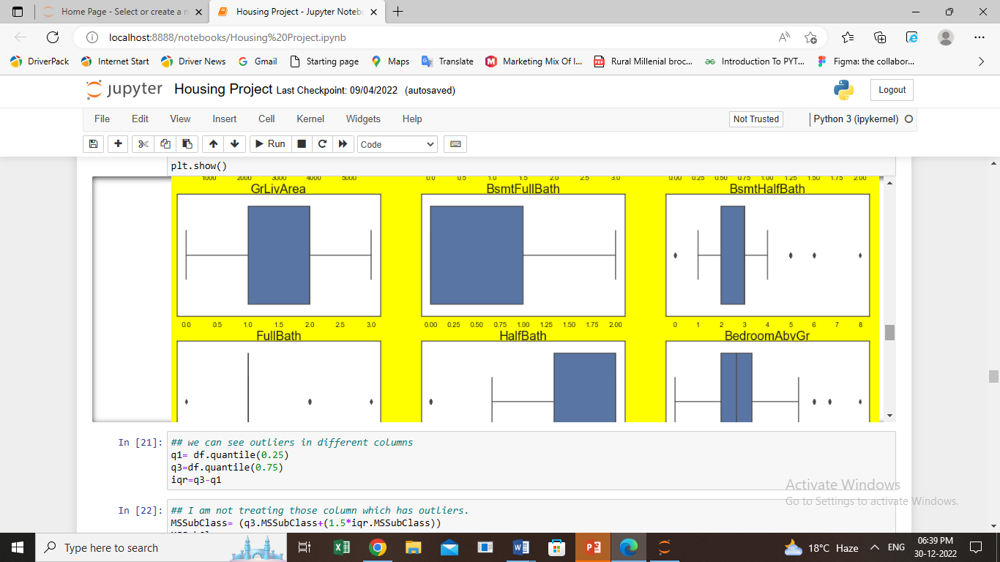 Home Page - Select or create a n
Housing Project - Jupyter Notebo
localhost:8888/notebooks/Housing%20Project.ipynb
DriverPack
Internet Start
Driver News
Gmail
Starting page
Maps
Translate
Marketing Mix Of I...
Rural Millenial broc...
Introduction To PYT...
Figma: the collabor...
jupyter Housing Project Last Checkpoint: 09/04/2022 (autosaved)
Logout
File Edit View Insert Cell Kernel Widgets Help
Not Trusted
Python 3 (ipykernel)
Run
Code
plt.show()
1000 2000 3000 4000 5000
0.0 0.5 1.0 1.5 2.0 2.5 3.0
0.00 0.25 0.50 0.75 1.00 1.25 1.50 1.75 2.00
GrLivArea
BsmtFullBath
BsmtHalfBath
0.0 0.5 1.0 1.5 2.0 2.5 3.0
0.00 0.25 0.50 0.75 1.00 1.25 1.50 1.75 2.00
0 1 2 3 4 5 6 7 8
FullBath
HalfBath
BedroomAbvGr
In [21]: ## we can see outliers in different columns
q1= df.quantile(0.25)
q3=df.quantile(0.75)
iqr=q3-q1
Activate Windows
Go to Settings to activate Windows.
In [22]: ## I am not treating those column which has outliers.
MSSubClass= (q3.MSSubClass+(1.5*iqr.MSSubClass))
Type here to search
18°C Haze
ENG
06:39 PM
30-12-2022